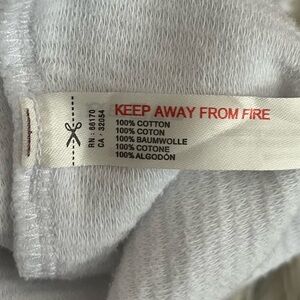 RN : 66170
CA : 32054
KEEP AWAY FROM FIRE
100% COTTON
100% COTON
100% BAUMWOLLE
100% COTONE
100% ALGODÓN